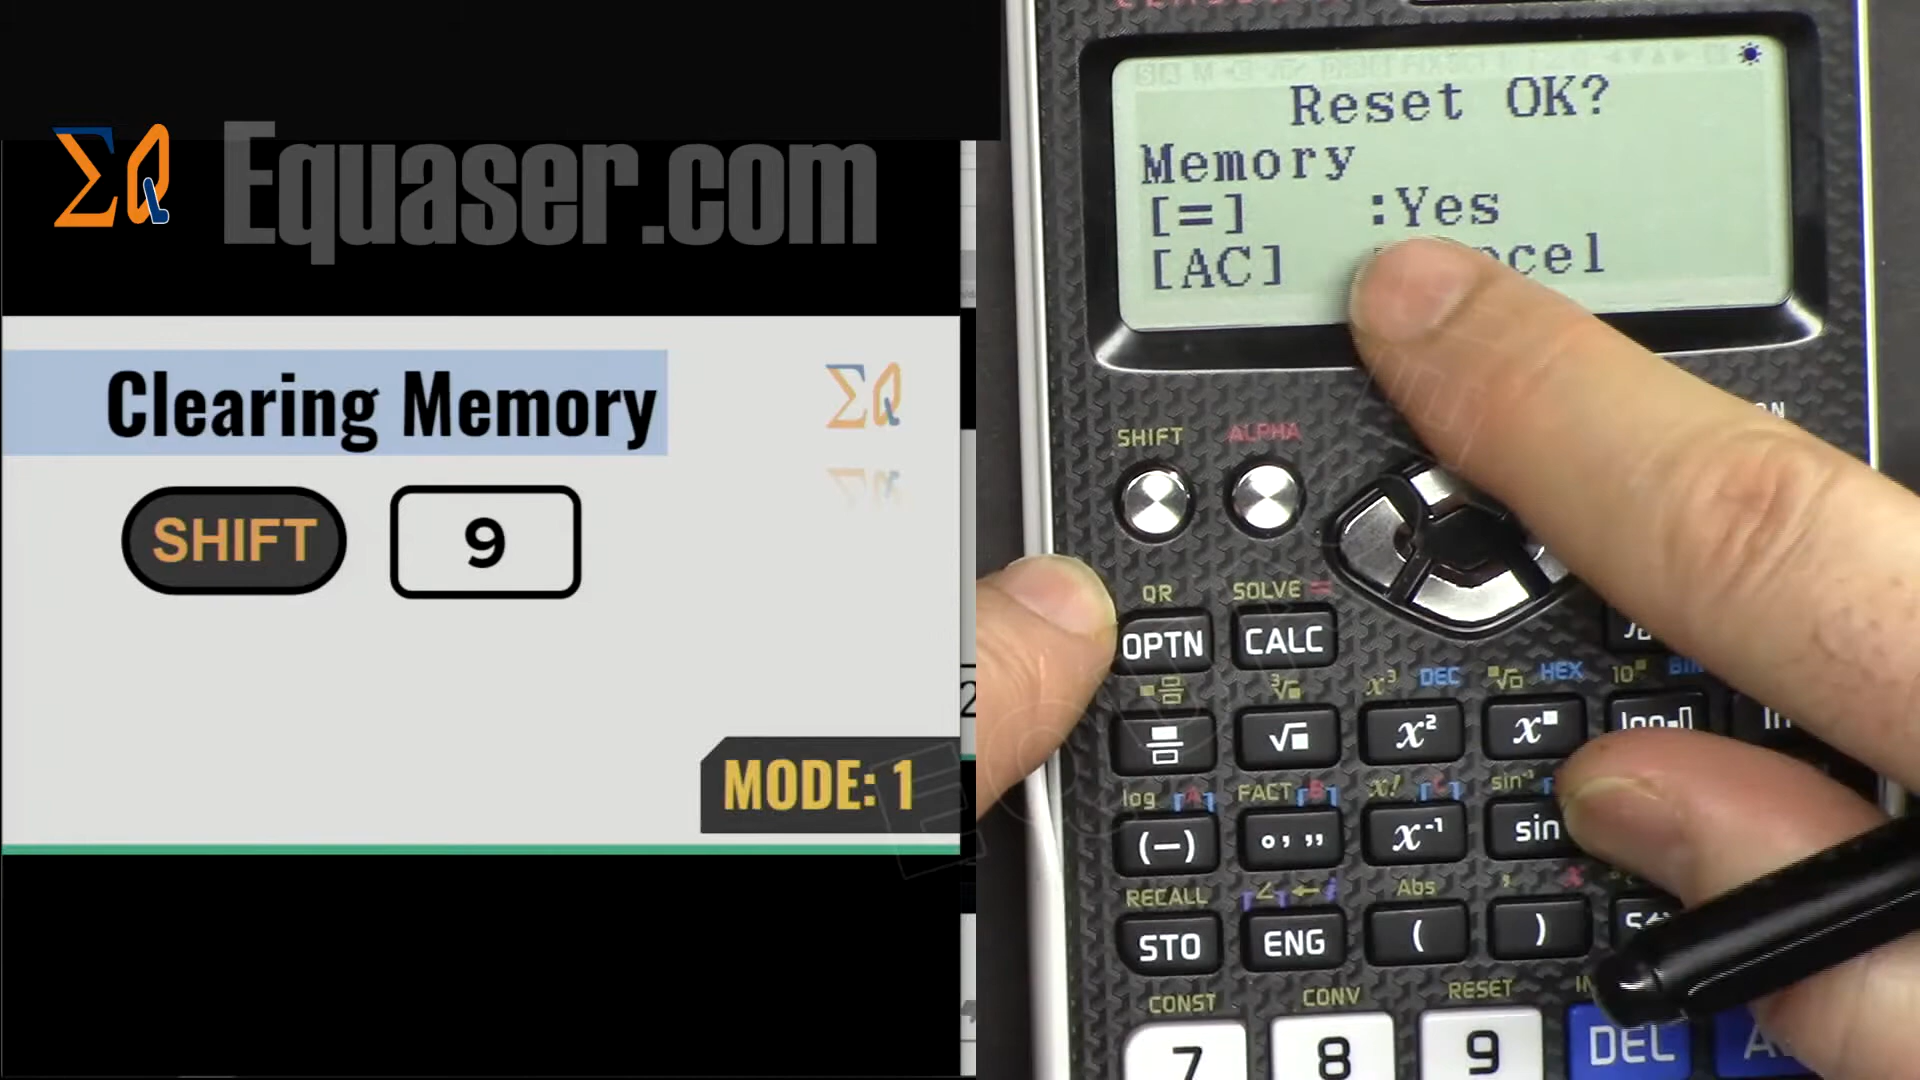 Equaser.com
Clearing Memory
SHIFT 9
MODE: 1
Reset OK?
Memory
[=] :Yes
[AC]
SHIFT ALPHA
QR SOLVE =
OPTN CALC
x³ DEC HEX
√ x²
log FACT B x! C sin⁻¹
(−) x⁻¹ sin
RECALL ∠ ← i Abs , x
STO ENG ( )
CONST CONV RESET
7 8 9 DEL